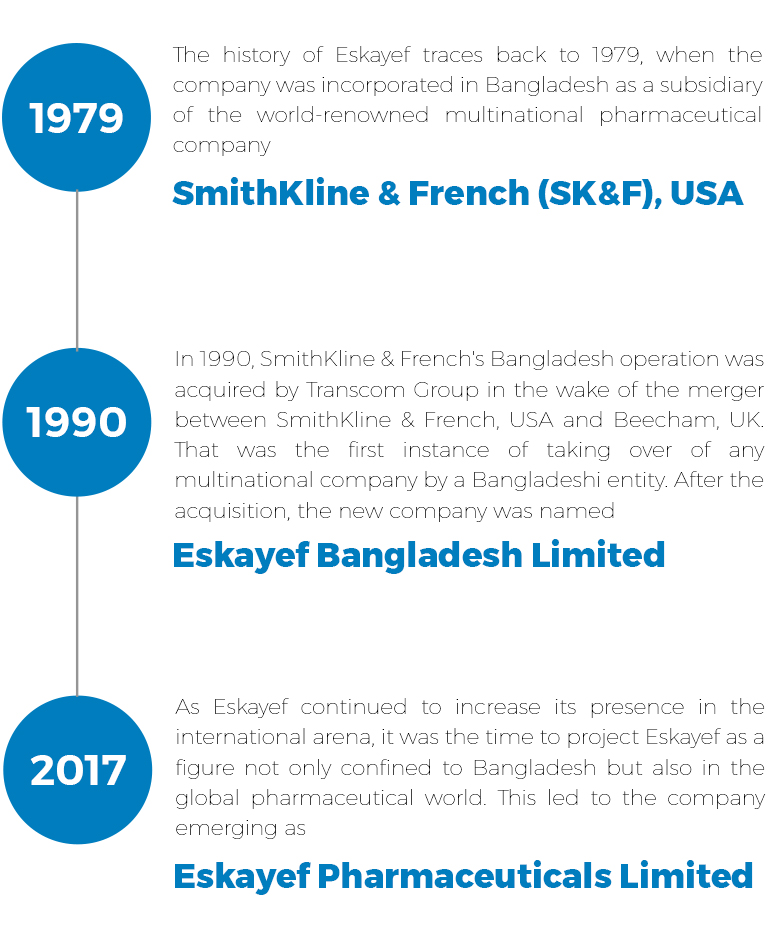 1979
The history of Eskayef traces back to 1979, when the
company was incorporated in Bangladesh as a subsidiary
of the world-renowned multinational pharmaceutical
company
SmithKline & French (SK&F), USA
1990
In 1990, SmithKline & French's Bangladesh operation was
acquired by Transcom Group in the wake of the merger
between SmithKline & French, USA and Beecham, UK.
That was the first instance of taking over of any
multinational company by a Bangladeshi entity. After the
acquisition, the new company was named
Eskayef Bangladesh Limited
2017
As Eskayef continued to increase its presence in the
international arena, it was the time to project Eskayef as a
figure not only confined to Bangladesh but also in the
global pharmaceutical world. This led to the company
emerging as
Eskayef Pharmaceuticals Limited